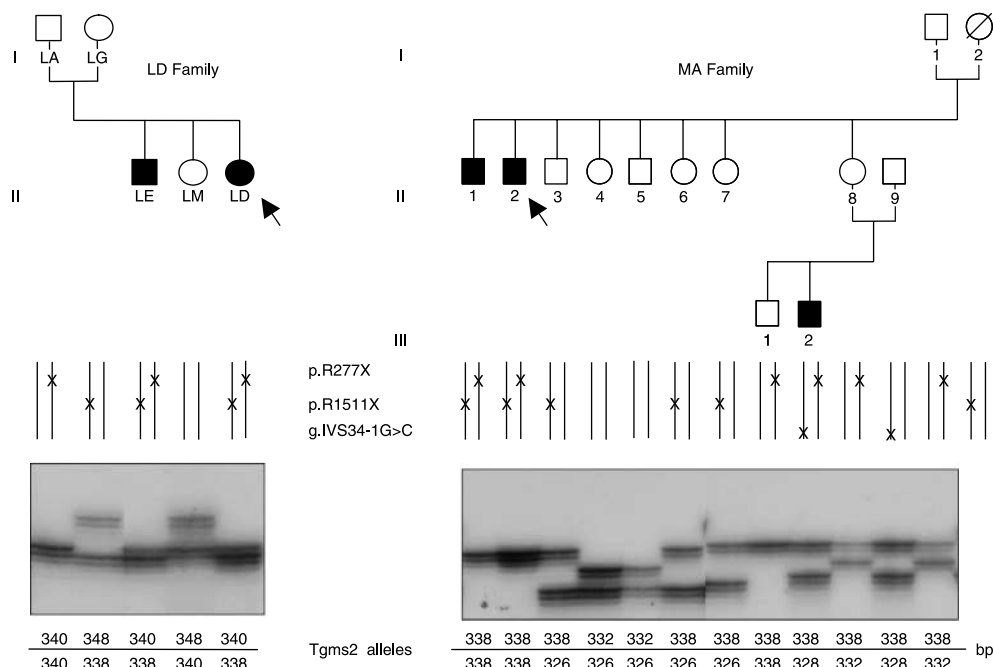 I
LA LG
LD Family
I
MA Family
1 2
II
LE LM LD
II
1 2 3 4 5 6 7 8 9
III
1 2
p.R277X
p.R1511X
g.IVS34-1G>C
X X X X X X X
X X X X X X X X X X X X X X
340 348 340 348 340
340 338 338 340 338
Tgms2 alleles
338 338 338 332 332 338 338 338 338 338 338 338
338 338 326 326 326 326 326 338 328 332 328 332
bp